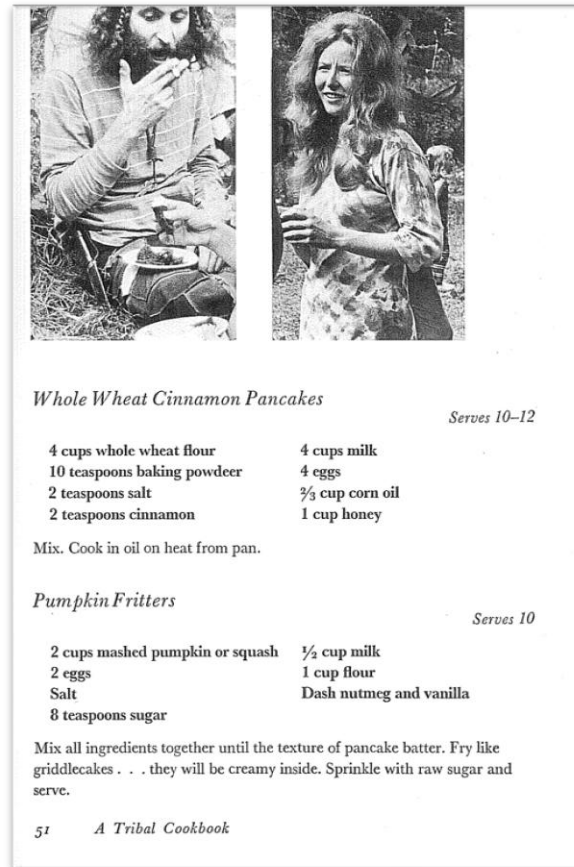 Whole Wheat Cinnamon Pancakes
Serves 10–12
4 cups whole wheat flour
10 teaspoons baking powdeer
2 teaspoons salt
2 teaspoons cinnamon
4 cups milk
4 eggs
⅔ cup corn oil
1 cup honey
Mix. Cook in oil on heat from pan.
Pumpkin Fritters
Serves 10
2 cups mashed pumpkin or squash
2 eggs
Salt
8 teaspoons sugar
½ cup milk
1 cup flour
Dash nutmeg and vanilla
Mix all ingredients together until the texture of pancake batter. Fry like
griddlecakes . . . they will be creamy inside. Sprinkle with raw sugar and
serve.
51 A Tribal Cookbook